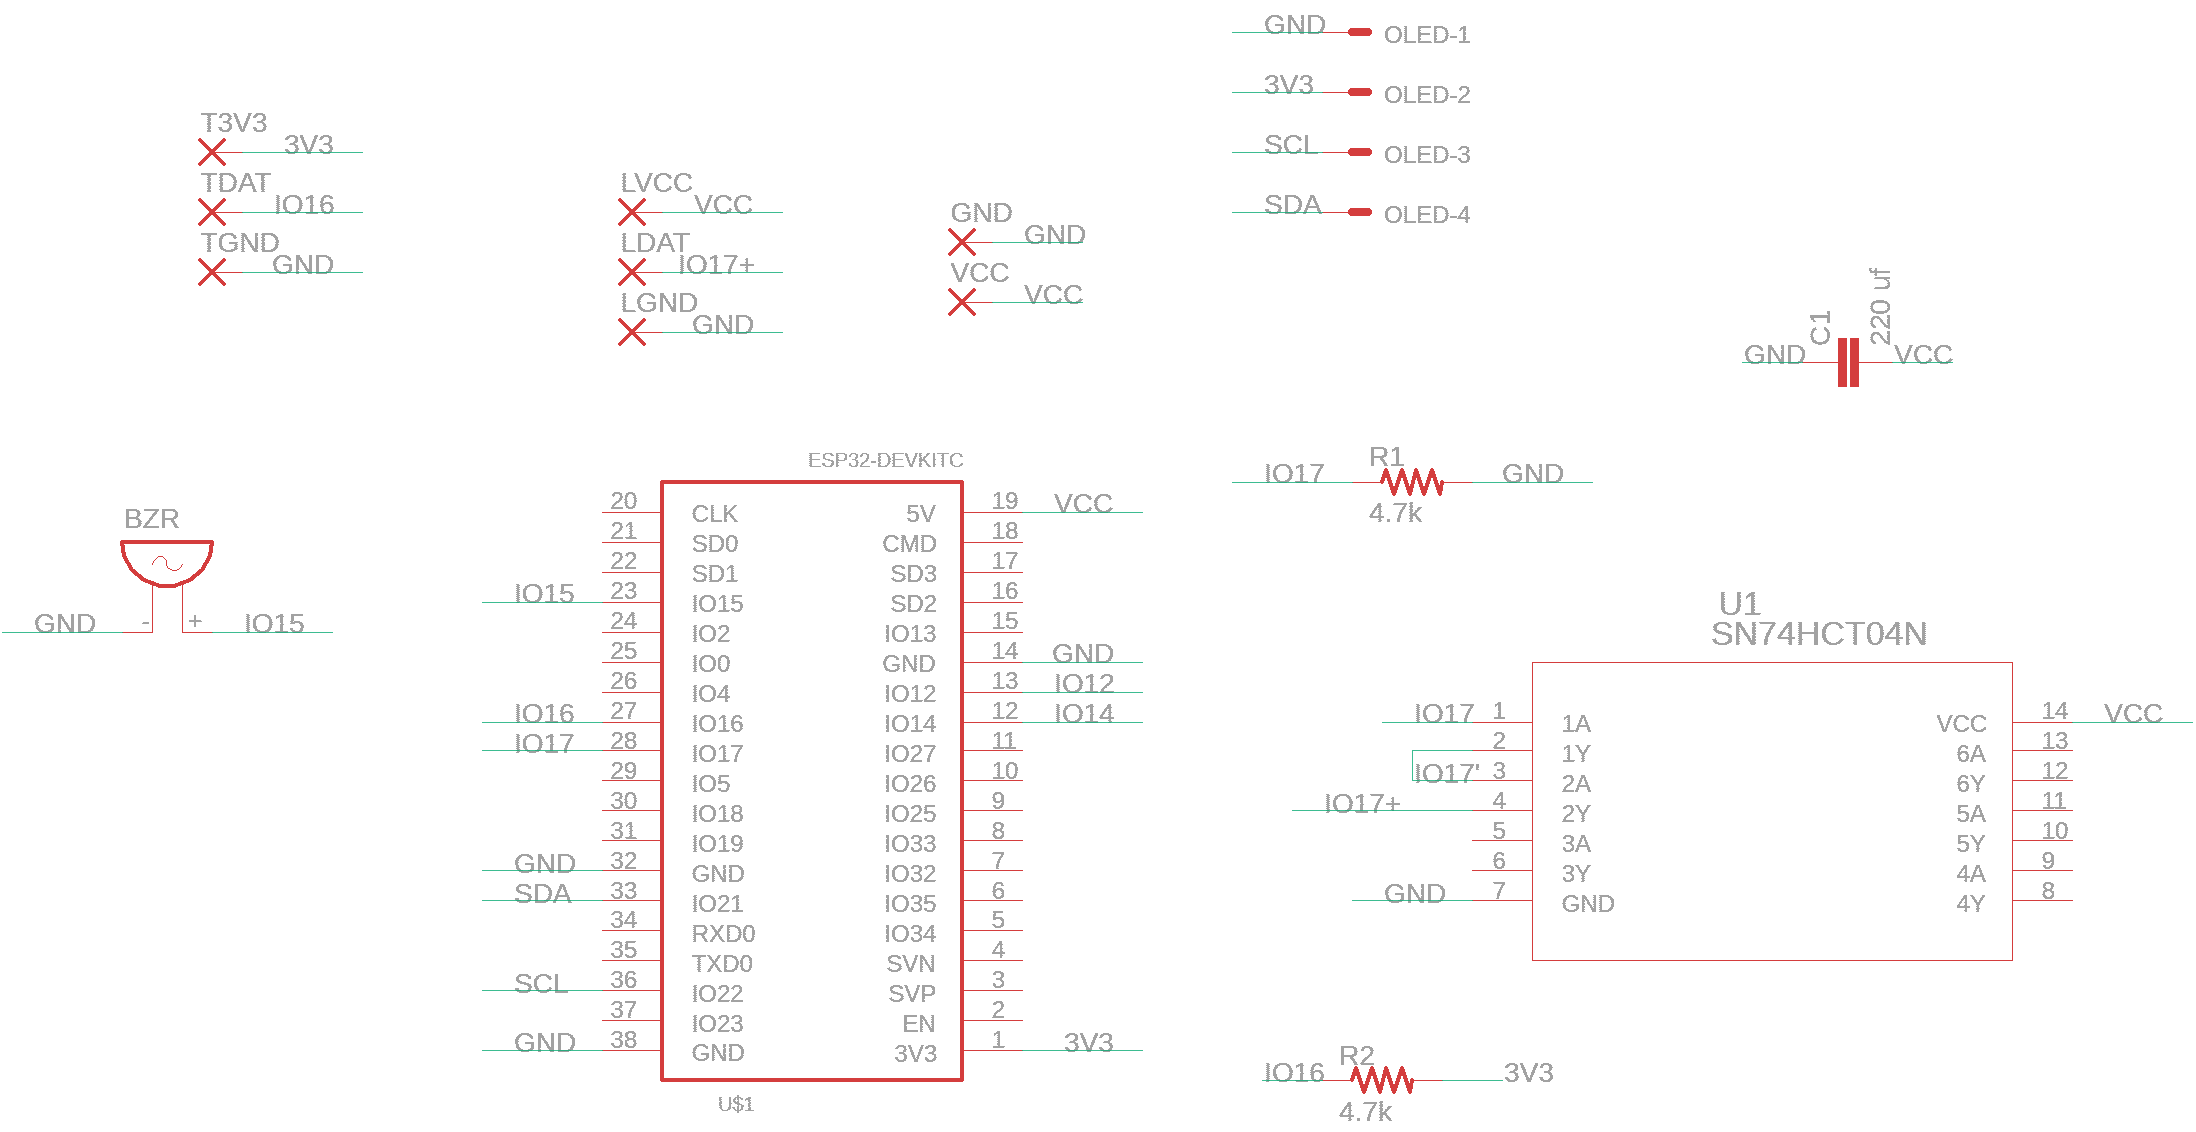 GND OLED-1
3V3 OLED-2
SCL OLED-3
SDA OLED-4
T3V3
3V3
TDAT
IO16
TGND
GND
LVCC
VCC
LDAT
IO17+
LGND
GND
GND
GND
VCC
VCC
C1
220 uf
GND
VCC
BZR
GND
-
+
IO15
ESP32-DEVKITC
20 CLK
21 SD0
22 SD1
IO15 23 IO15
24 IO2
25 IO0
26 IO4
IO16 27 IO16
IO17 28 IO17
29 IO5
30 IO18
31 IO19
GND 32 GND
SDA 33 IO21
34 RXD0
35 TXD0
SCL 36 IO22
37 IO23
GND 38 GND
5V 19 VCC
CMD 18
SD3 17
SD2 16
IO13 15
GND 14 GND
IO12 13 IO12
IO14 12 IO14
IO27 11
IO26 10
IO25 9
IO33 8
IO32 7
IO35 6
IO34 5
SVN 4
SVP 3
EN 2
3V3 1 3V3
U$1
R1
IO17 GND
4.7k
U1
SN74HCT04N
IO17 1 1A
2 1Y
IO17' 3 2A
IO17+ 4 2Y
5 3A
6 3Y
GND 7 GND
VCC 14 VCC
6A 13
6Y 12
5A 11
5Y 10
4A 9
4Y 8
R2
IO16 3V3
4.7k